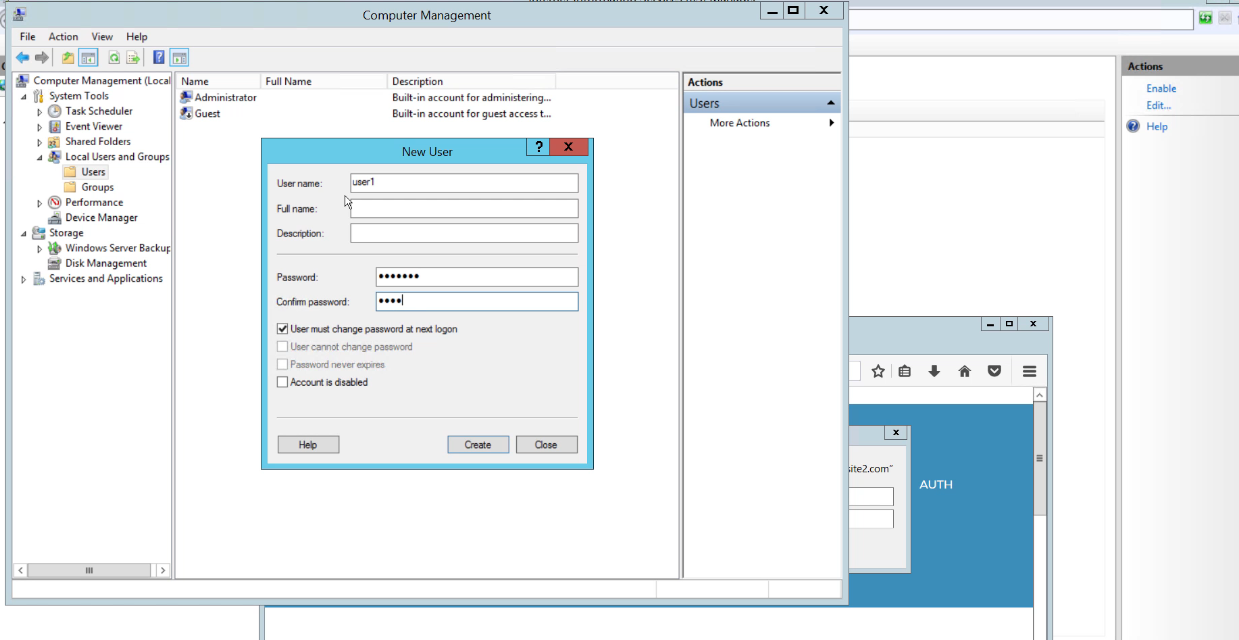 Computer Management
File Action View Help
Computer Management (Local
System Tools
Task Scheduler
Event Viewer
Shared Folders
Local Users and Groups
Users
Groups
Performance
Device Manager
Storage
Windows Server Backup
Disk Management
Services and Applications
Name Full Name Description
Administrator Built-in account for administering...
Guest Built-in account for guest access t...
Actions
Users
More Actions
New User
User name: user1
Full name:
Description:
Password: •••••••
Confirm password: ••••
User must change password at next logon
User cannot change password
Password never expires
Account is disabled
Help Create Close
Actions
Enable
Edit...
Help
site2.com"
AUTH